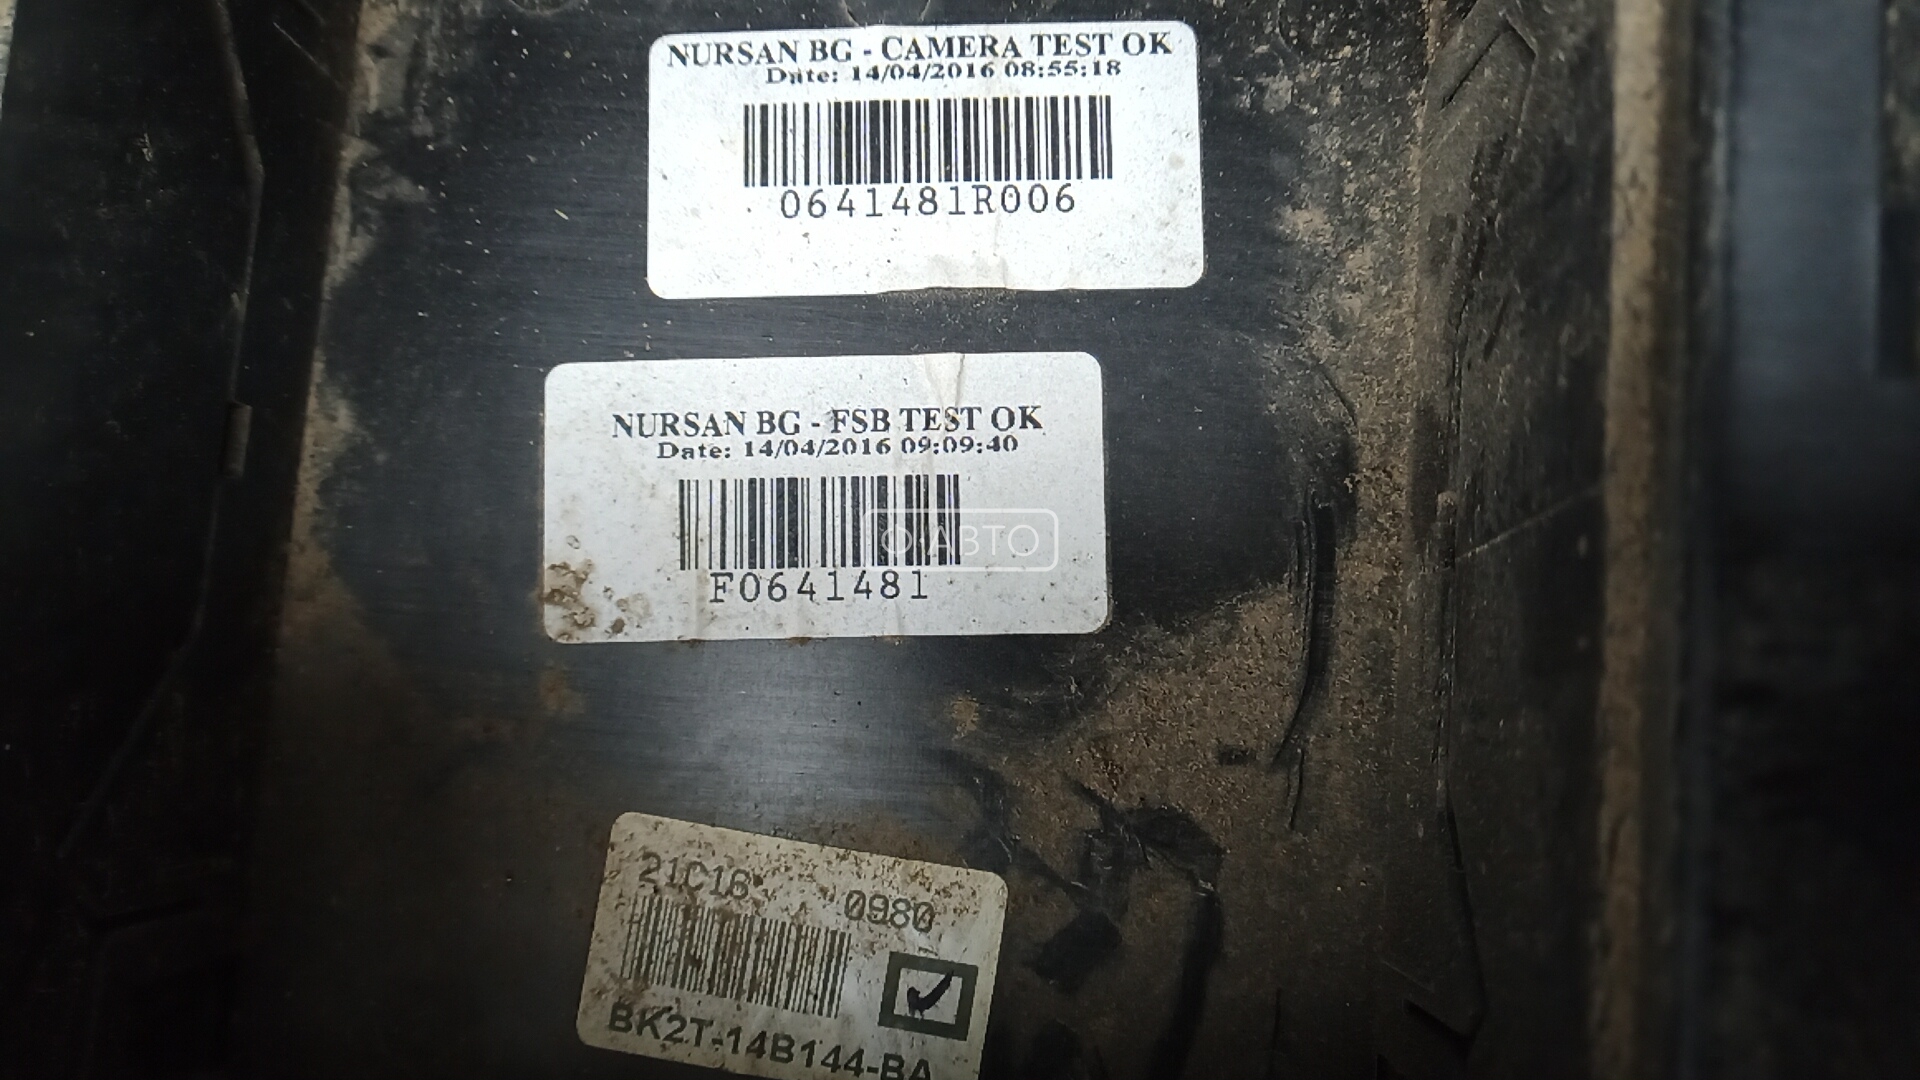 NURSAN BG - CAMERA TEST OK
Date: 14/04/2016 08:55:18
0641481R006
NURSAN BG - FSB TEST OK
Date: 14/04/2016 09:09:40
О АВТО
F0641481
21C16 0980
BK2T-14B144-BA